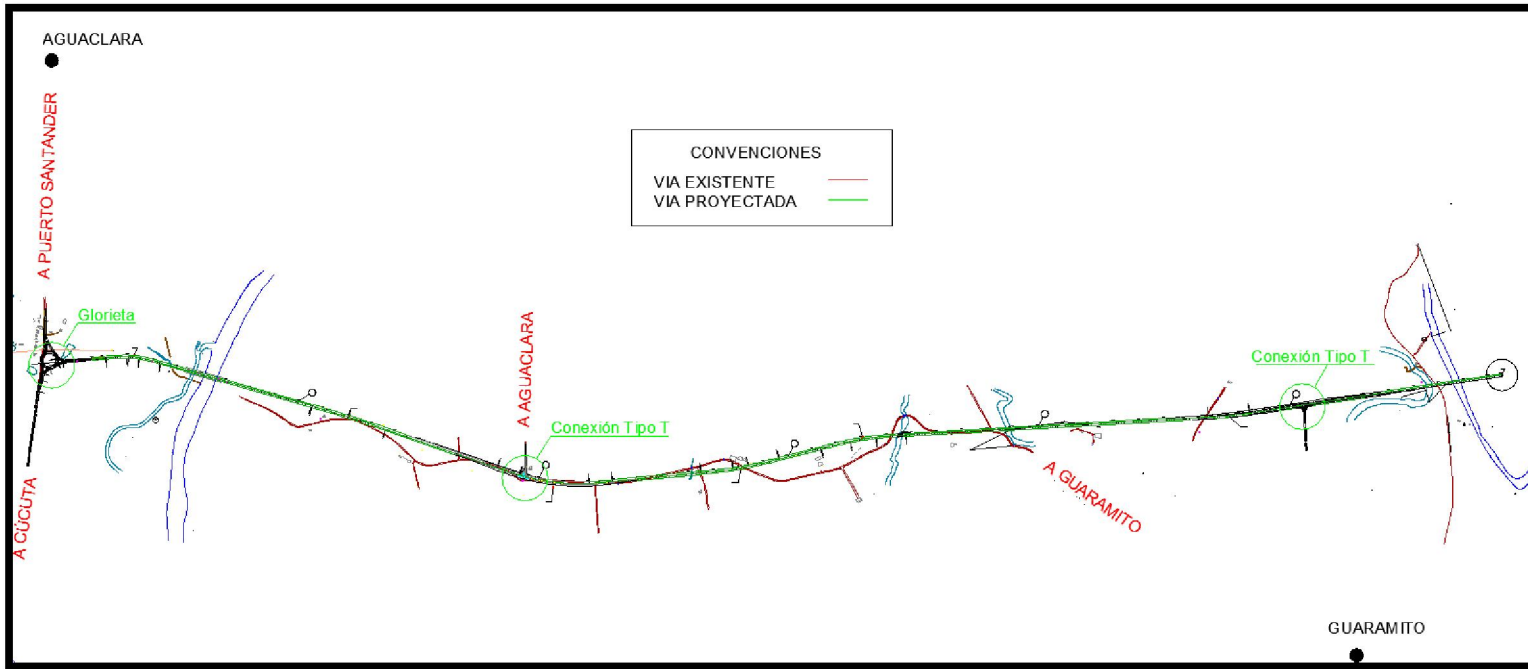 AGUACLARA
A PUERTO SANTANDER
CONVENCIONES
VIA EXISTENTE
VIA PROYECTADA
Glorieta
A AGUACLARA
Conexión Tipo T
Conexión Tipo T
A CÚCUTA
A GUARAMITO
GUARAMITO